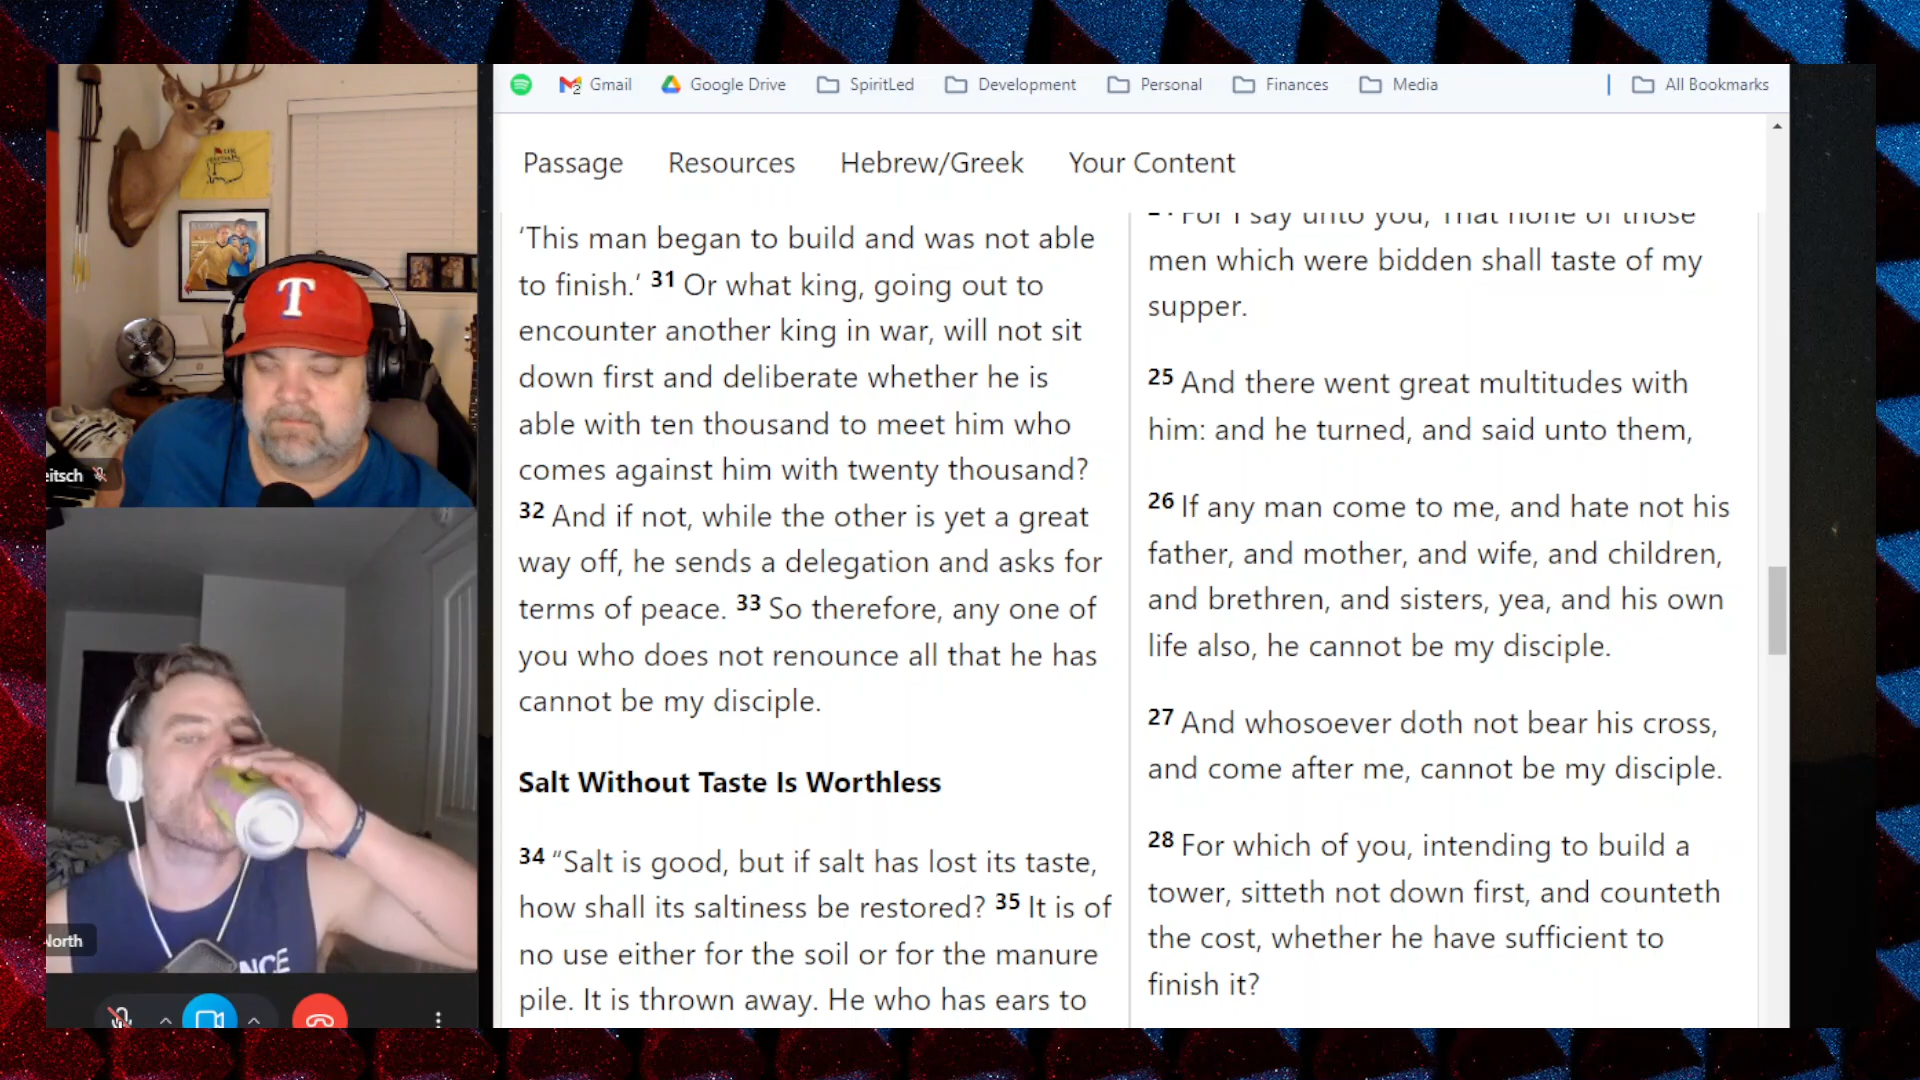 Gmail Google Drive SpiritLed Development Personal Finances Media All Bookmarks
Passage Resources Hebrew/Greek Your Content
‘This man began to build and was not able
to finish.’ 31 Or what king, going out to
encounter another king in war, will not sit
down first and deliberate whether he is
able with ten thousand to meet him who
comes against him with twenty thousand?
32 And if not, while the other is yet a great
way off, he sends a delegation and asks for
terms of peace. 33 So therefore, any one of
you who does not renounce all that he has
cannot be my disciple.
Salt Without Taste Is Worthless
34 “Salt is good, but if salt has lost its taste,
how shall its saltiness be restored? 35 It is of
no use either for the soil or for the manure
pile. It is thrown away. He who has ears to
For I say unto you, That none of those
men which were bidden shall taste of my
supper.
25 And there went great multitudes with
him: and he turned, and said unto them,
26 If any man come to me, and hate not his
father, and mother, and wife, and children,
and brethren, and sisters, yea, and his own
life also, he cannot be my disciple.
27 And whosoever doth not bear his cross,
and come after me, cannot be my disciple.
28 For which of you, intending to build a
tower, sitteth not down first, and counteth
the cost, whether he have sufficient to
finish it?
T
eitsch
North
NCE